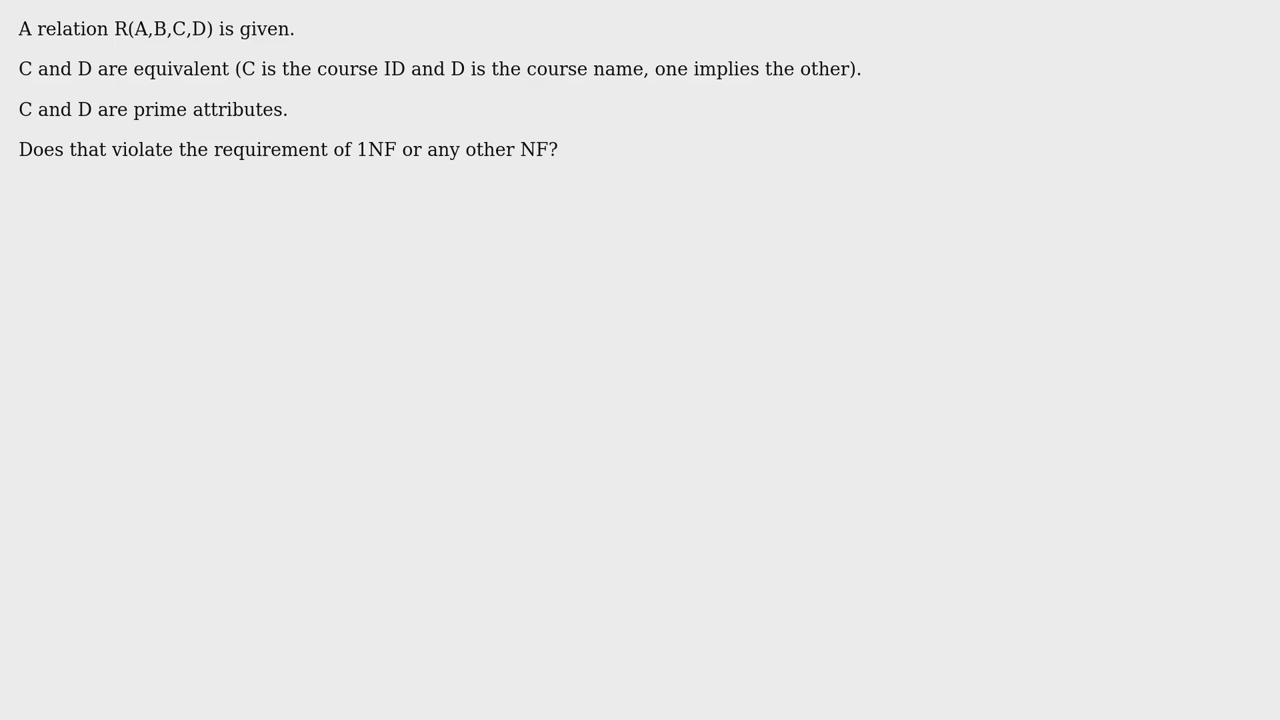 A relation R(A,B,C,D) is given.
C and D are equivalent (C is the course ID and D is the course name, one implies the other).
C and D are prime attributes.
Does that violate the requirement of 1NF or any other NF?